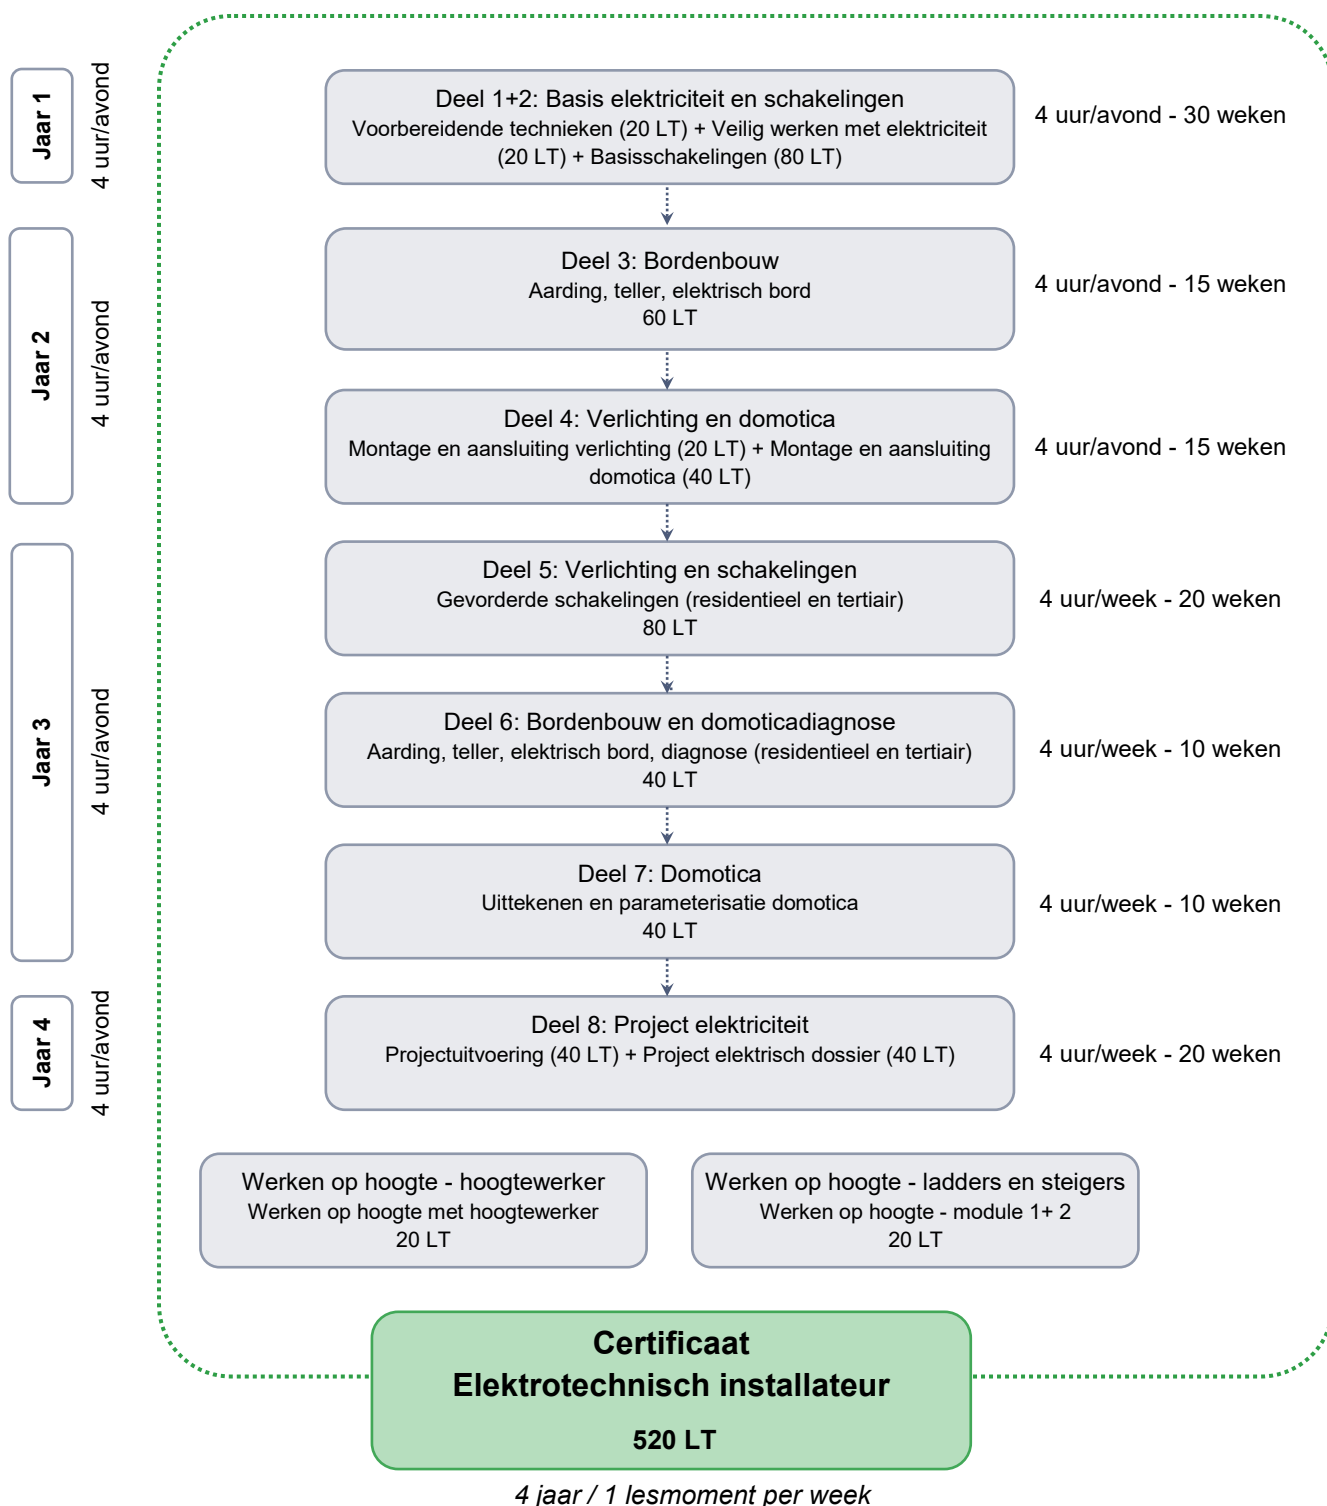 Jaar 1
4 uur/avond
Deel 1+2: Basis elektriciteit en schakelingen
Voorbereidende technieken (20 LT) + Veilig werken met elektriciteit
(20 LT) + Basisschakelingen (80 LT)
4 uur/avond - 30 weken
Jaar 2
4 uur/avond
Deel 3: Bordenbouw
Aarding, teller, elektrisch bord
60 LT
4 uur/avond - 15 weken
Deel 4: Verlichting en domotica
Montage en aansluiting verlichting (20 LT) + Montage en aansluiting
domotica (40 LT)
4 uur/avond - 15 weken
Jaar 3
4 uur/avond
Deel 5: Verlichting en schakelingen
Gevorderde schakelingen (residentieel en tertiair)
80 LT
4 uur/week - 20 weken
Deel 6: Bordenbouw en domoticadiagnose
Aarding, teller, elektrisch bord, diagnose (residentieel en tertiair)
40 LT
4 uur/week - 10 weken
Deel 7: Domotica
Uittekenen en parameterisatie domotica
40 LT
4 uur/week - 10 weken
Jaar 4
4 uur/avond
Deel 8: Project elektriciteit
Projectuitvoering (40 LT) + Project elektrisch dossier (40 LT)
4 uur/week - 20 weken
Werken op hoogte - hoogtewerker
Werken op hoogte met hoogtewerker
20 LT
Werken op hoogte - ladders en steigers
Werken op hoogte - module 1+ 2
20 LT
Certificaat
Elektrotechnisch installateur
520 LT
4 jaar / 1 lesmoment per week